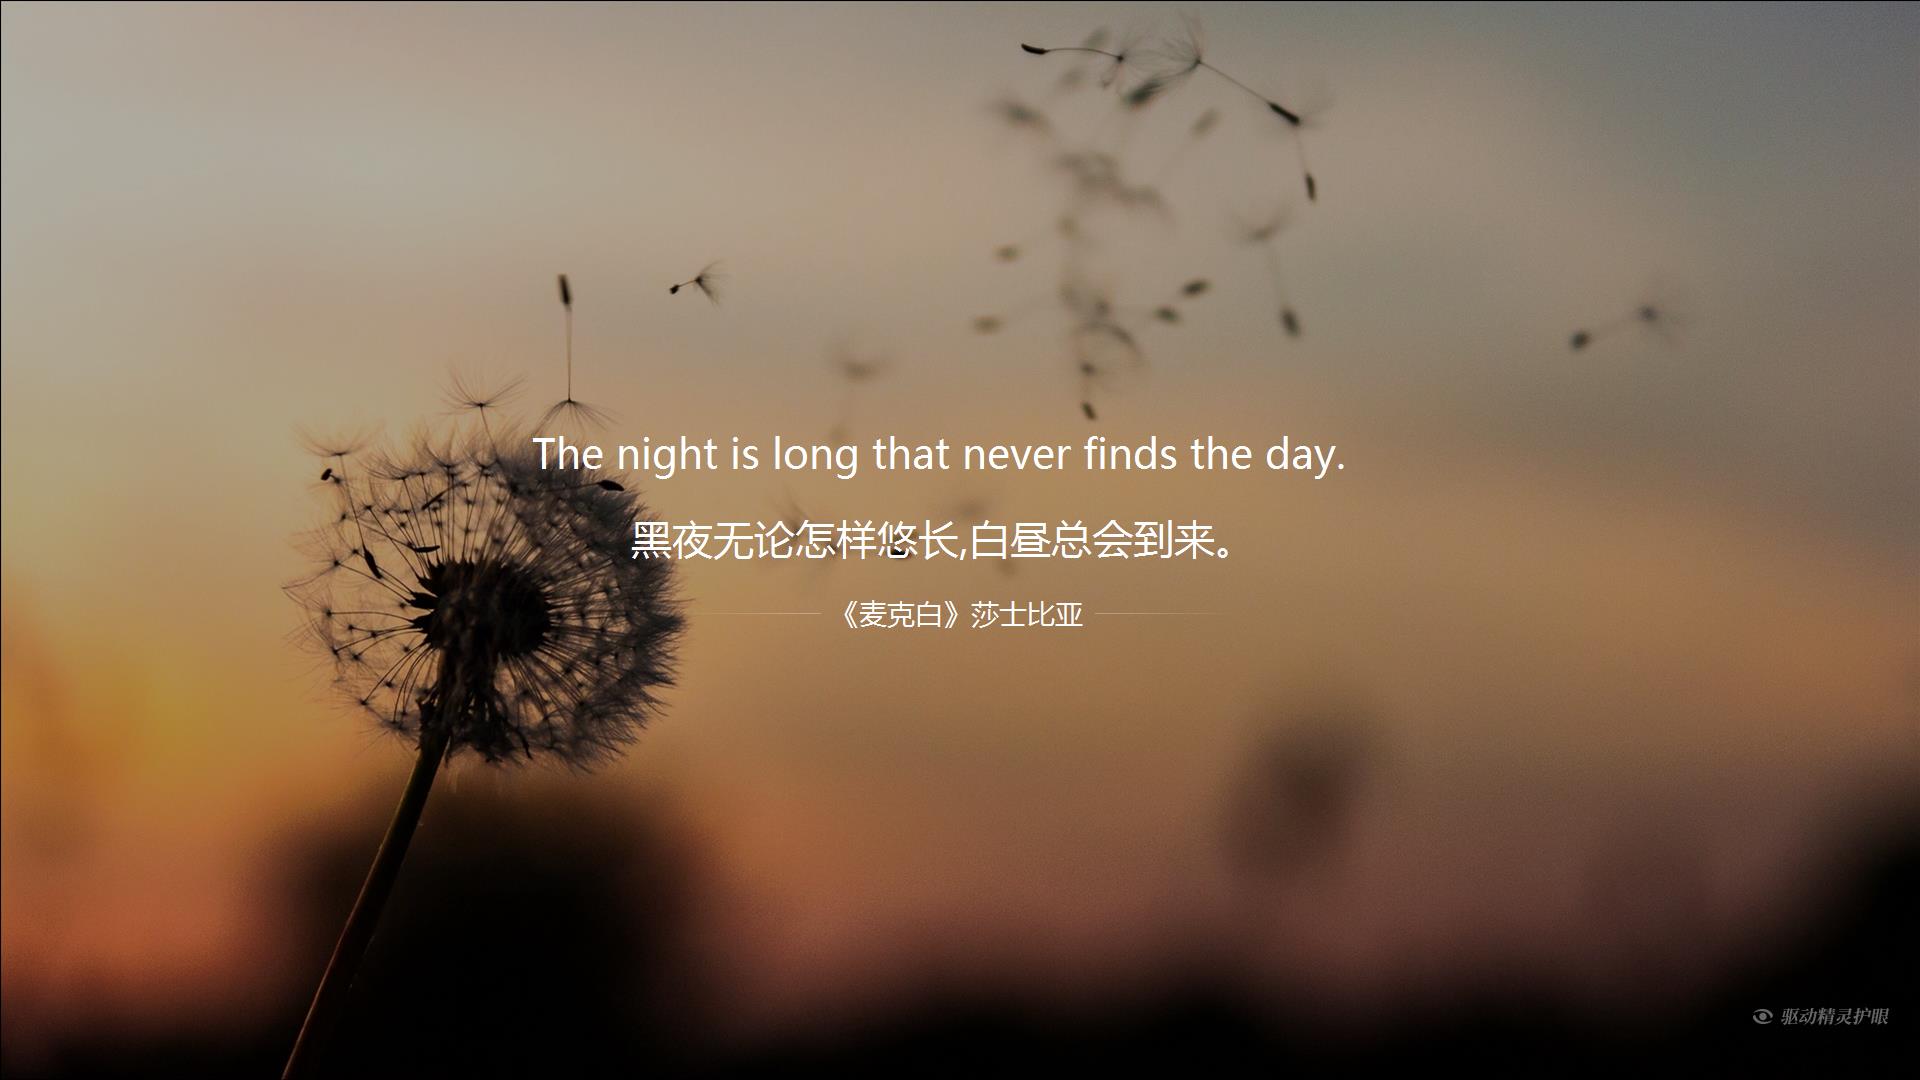 The night is long that never finds the day.
黑夜无论怎样悠长,白昼总会到来。
《麦克白》莎士比亚
驱动精灵护眼